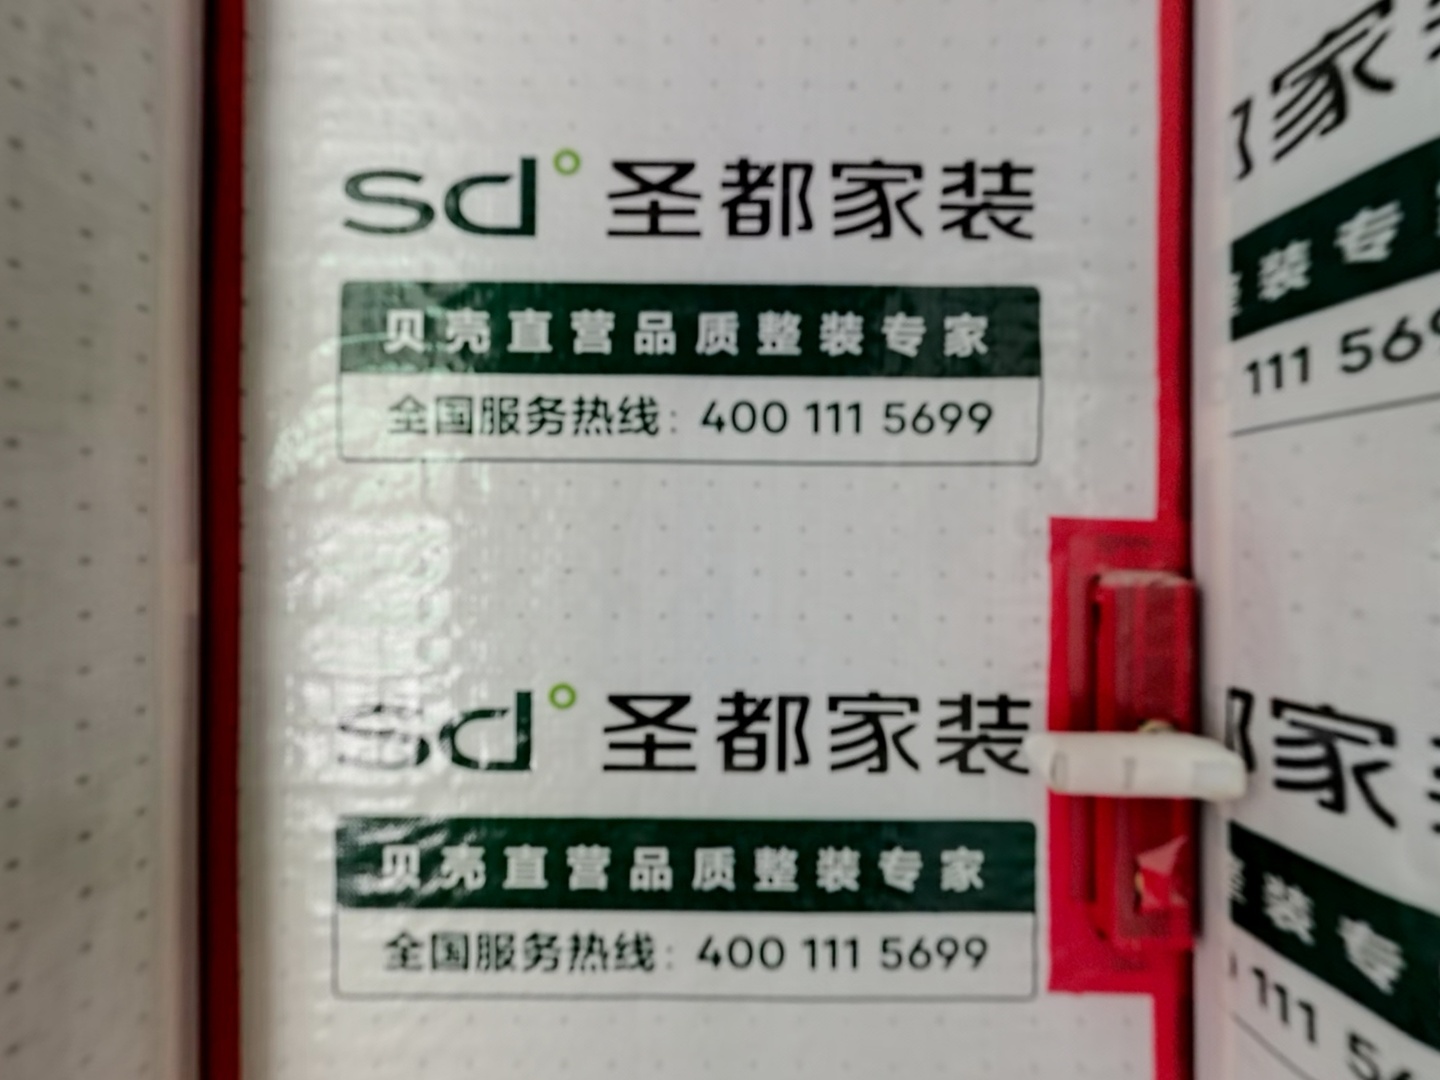 sd 圣都家装
贝壳直营品质整装专家
全国服务热线: 400 111 5699
sd 圣都家装
贝壳直营品质整装专家
全国服务热线: 400 111 5699
家
装专
111 569
家
装专
111 5